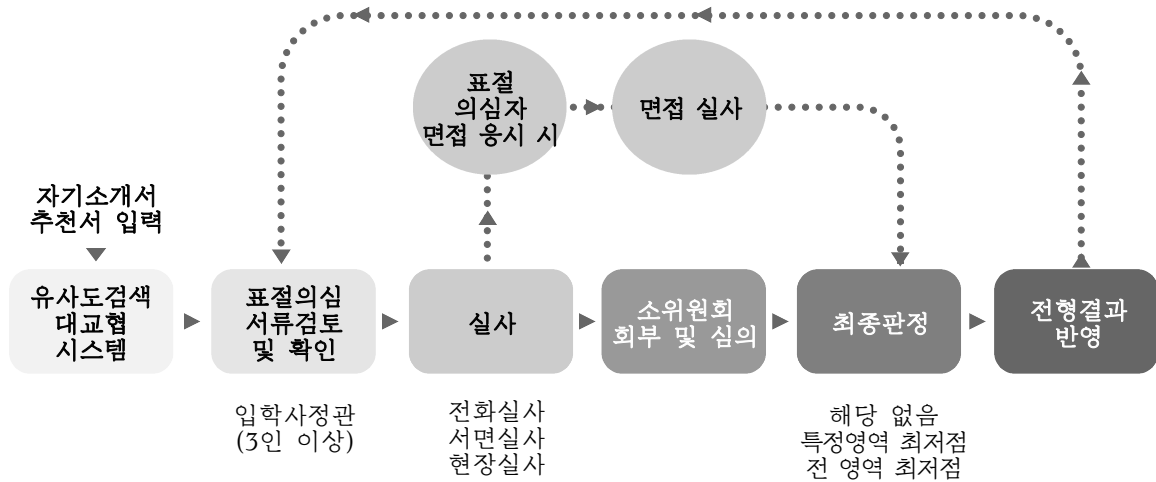 표절
의심자
면접 응시 시
면접 실사
자기소개서
추천서 입력
유사도검색
대교협
시스템
표절의심
서류검토
및 확인
실사
소위원회
회부 및 심의
최종판정
전형결과
반영
입학사정관
(3인 이상)
전화실사
서면실사
현장실사
해당 없음
특정영역 최저점
전 영역 최저점